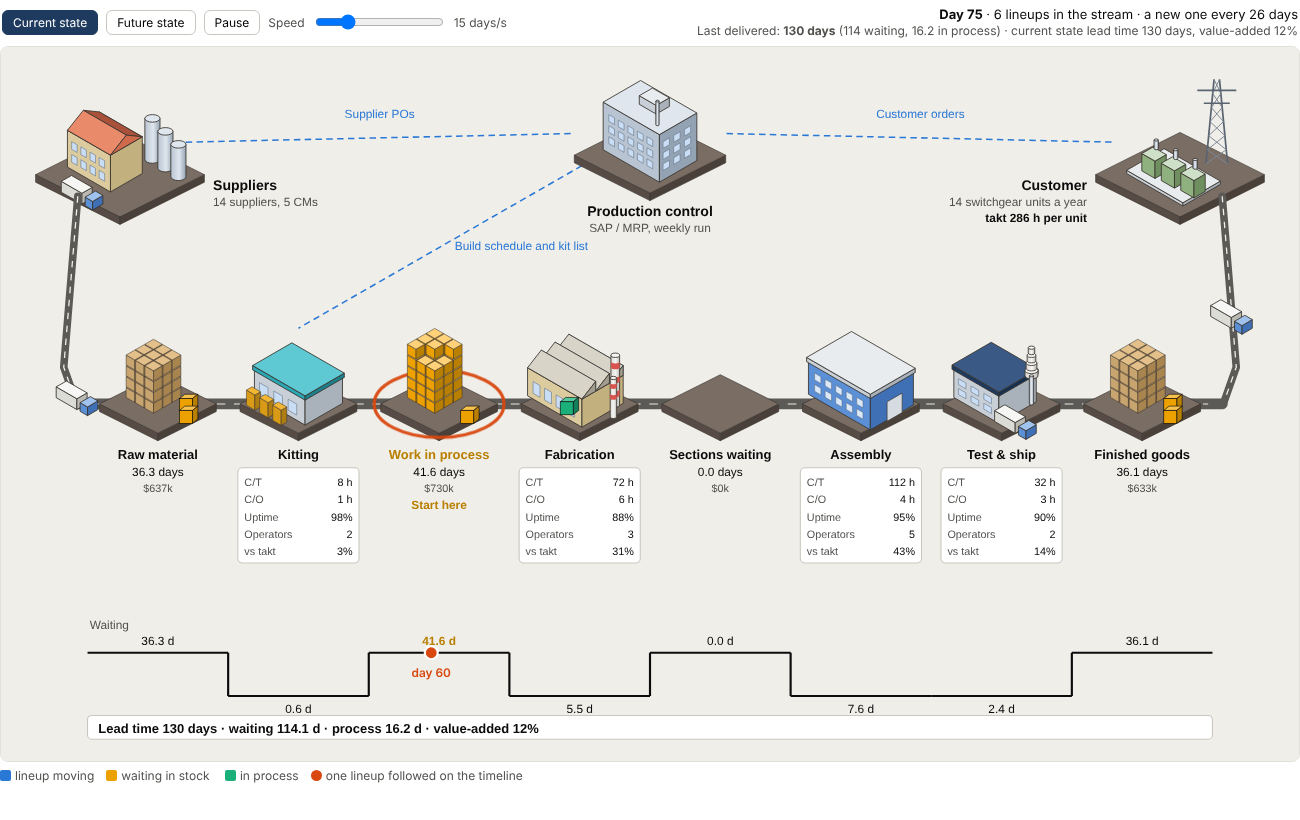 Current state
Future state
Pause
Speed
15 days/s
Day 75 · 6 lineups in the stream · a new one every 26 days
Last delivered: 130 days (114 waiting, 16.2 in process) · current state lead time 130 days, value-added 12%
Supplier POs
Customer orders
Suppliers
14 suppliers, 5 CMs
Production control
SAP / MRP, weekly run
Customer
14 switchgear units a year
takt 286 h per unit
Build schedule and kit list
Raw material
36.3 days
$637k
Kitting
C/T 8 h
C/O 1 h
Uptime 98%
Operators 2
vs takt 3%
Work in process
41.6 days
$730k
Start here
Fabrication
C/T 72 h
C/O 6 h
Uptime 88%
Operators 3
vs takt 31%
Sections waiting
0.0 days
$0k
Assembly
C/T 112 h
C/O 4 h
Uptime 95%
Operators 5
vs takt 43%
Test & ship
C/T 32 h
C/O 3 h
Uptime 90%
Operators 2
vs takt 14%
Finished goods
36.1 days
$633k
Waiting
36.3 d
41.6 d
0.0 d
36.1 d
day 60
0.6 d
5.5 d
7.6 d
2.4 d
Lead time 130 days · waiting 114.1 d · process 16.2 d · value-added 12%
lineup moving
waiting in stock
in process
one lineup followed on the timeline